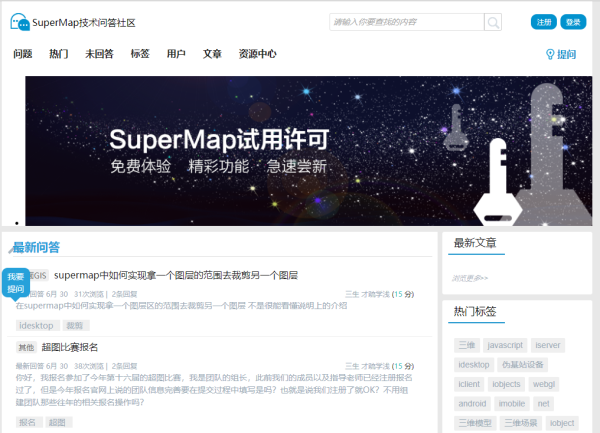 SuperMap技术问答社区
请输入你要查找的内容
注册
登录
问题 热门 未回答 标签 用户 文章 资源中心
提问
SuperMap试用许可
免费体验 精彩功能 急速尝新
最新问答
我要
提问
GIS supermap中如何实现拿一个图层的范围去裁剪另一个图层
回答 6月 30 31次浏览 | 2条回复
三生 才疏学浅 (15 分)
在supermap中如何实现拿一个图层区的范围去裁剪另一个图层 不是很能看懂说明上的介绍
idesktop 裁剪
其他 超图比赛报名
最新回答 6月 30 38次浏览 | 2条回复
三生 才疏学浅 (15 分)
你好，我报名参加了今年第十六届的超图比赛，我是团队的组长，此前我们的成员以及指导老师已经注册报名
过了，但是今年报名官网上说的团队信息完善要在提交过程中填写是吗？也就是说我们注册了就OK？不用组
建团队那些往年的相关报名操作吗？
报名 超图
最新文章
浏览更多>>
热门标签
三维 javascript iserver
idesktop 伪基站设备
iclient iobjects webgl
android imobile net
三维模型 三维场景 iobject